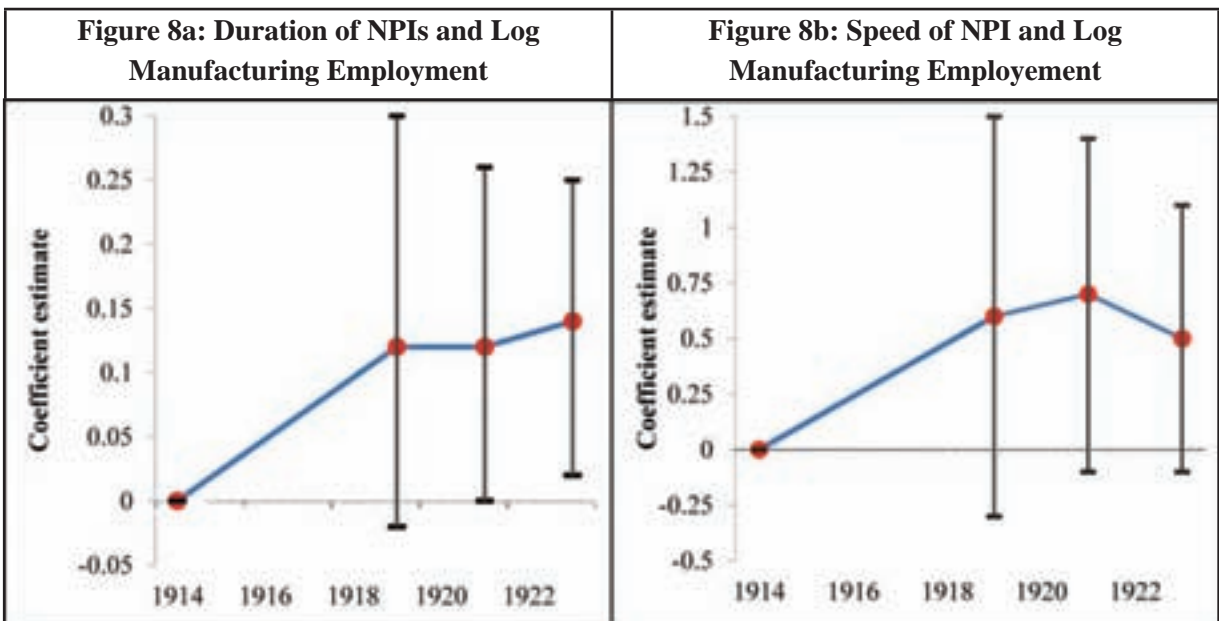 Figure 8a: Duration of NPIs and Log
Manufacturing Employment
Figure 8b: Speed of NPI and Log
Manufacturing Employement
0.3
0.25
0.2
0.15
0.1
0.05
0
-0.05
Coefficient estimate
1914 1916 1918 1920 1922
1.5
1.25
1
0.75
0.5
0.25
0
-0.25
-0.5
Coefficient estimate
1914 1916 1918 1920 1922